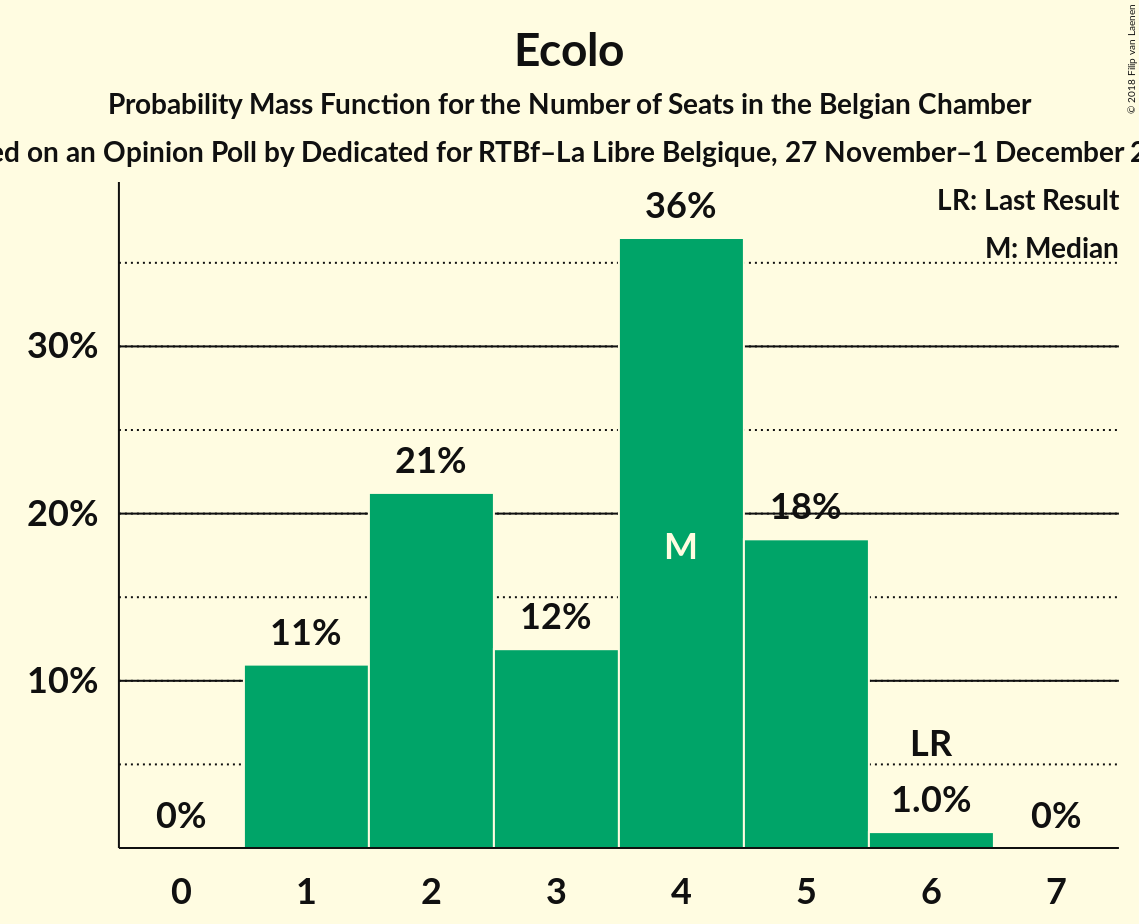 Ecolo
Probability Mass Function for the Number of Seats in the Belgian Chamber
on an Opinion Poll by Dedicated for RTBf–La Libre Belgique, 27 November–1 December
LR: Last Result
M: Median
© 2018 Filip van Laenen
36%
30%
21%
20%
18%
M
12%
11%
10%
LR
1.0%
0%
0%
0 1 2 3 4 5 6 7